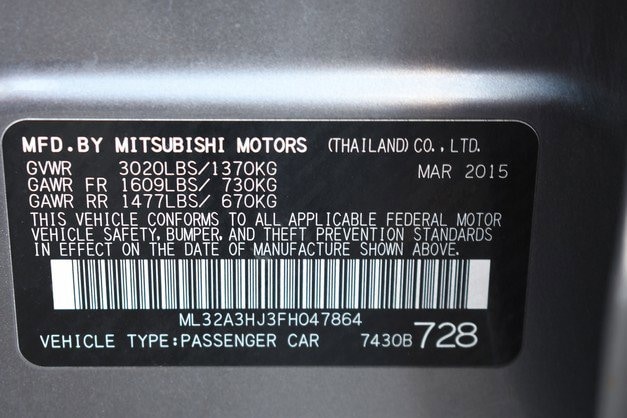 MFD. BY MITSUBISHI MOTORS (THAILAND) CO., LTD.
GVWR 3020LBS/1370KG MAR 2015
GAWR FR 1609LBS/ 730KG
GAWR RR 1477LBS/ 670KG
THIS VEHICLE CONFORMS TO ALL APPLICABLE FEDERAL MOTOR
VEHICLE SAFETY, BUMPER, AND THEFT PREVENTION STANDARDS
IN EFFECT ON THE DATE OF MANUFACTURE SHOWN ABOVE.
ML32A3HJ3FH047864
VEHICLE TYPE:PASSENGER CAR 7430B 728